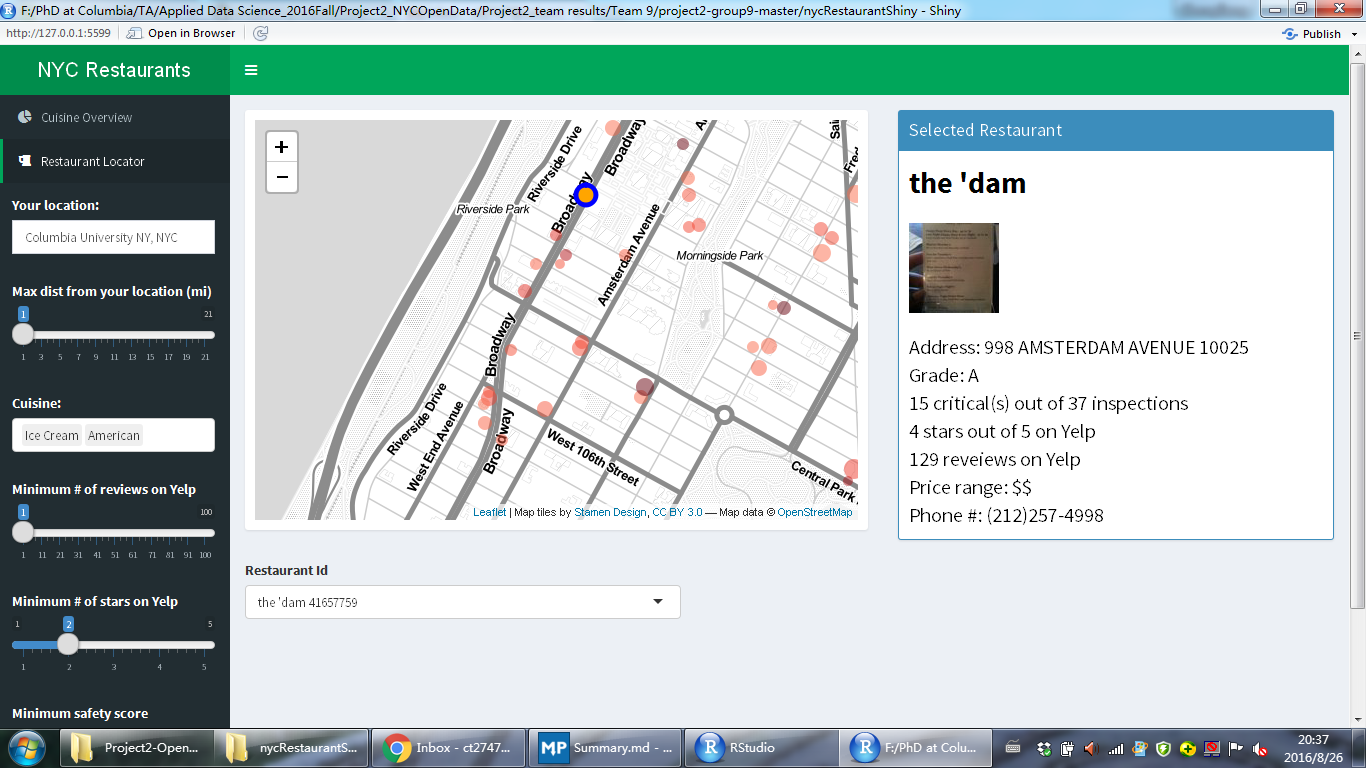 F:/PhD at Columbia/TA/Applied Data Science_2016Fall/Project2_NYCOpenData/Project2_team results/Team 9/project2-group9-master/nycRestaurantShiny - Shiny
http://127.0.0.1:5599
Open in Browser
Publish
NYC Restaurants
Cuisine Overview
Restaurant Locator
Your location:
Columbia University NY, NYC
Max dist from your location (mi)
1 21
1 3 5 7 9 11 13 15 17 19 21
Cuisine:
Ice Cream American
Minimum # of reviews on Yelp
1 100
1 11 21 31 41 51 61 71 81 91 100
Minimum # of stars on Yelp
1 2 5
1 2 3 4 5
Minimum safety score
+
−
Riverside Drive
Broadway
Broadway
Riverside Park
Amsterdam Avenue
Morningside Park
Broadway
Riverside Drive
West End Avenue
Broadway
West 106th Street
Central Park
Leaflet | Map tiles by Stamen Design, CC BY 3.0 — Map data © OpenStreetMap
Restaurant Id
the 'dam 41657759
Selected Restaurant
the 'dam
Address: 998 AMSTERDAM AVENUE 10025
Grade: A
15 critical(s) out of 37 inspections
4 stars out of 5 on Yelp
129 reveiews on Yelp
Price range: $$
Phone #: (212)257-4998
Project2-Open...
nycRestaurantS...
Inbox - ct2747...
MP Summary.md - ...
R RStudio
R F:/PhD at Colu...
20:37
2016/8/26